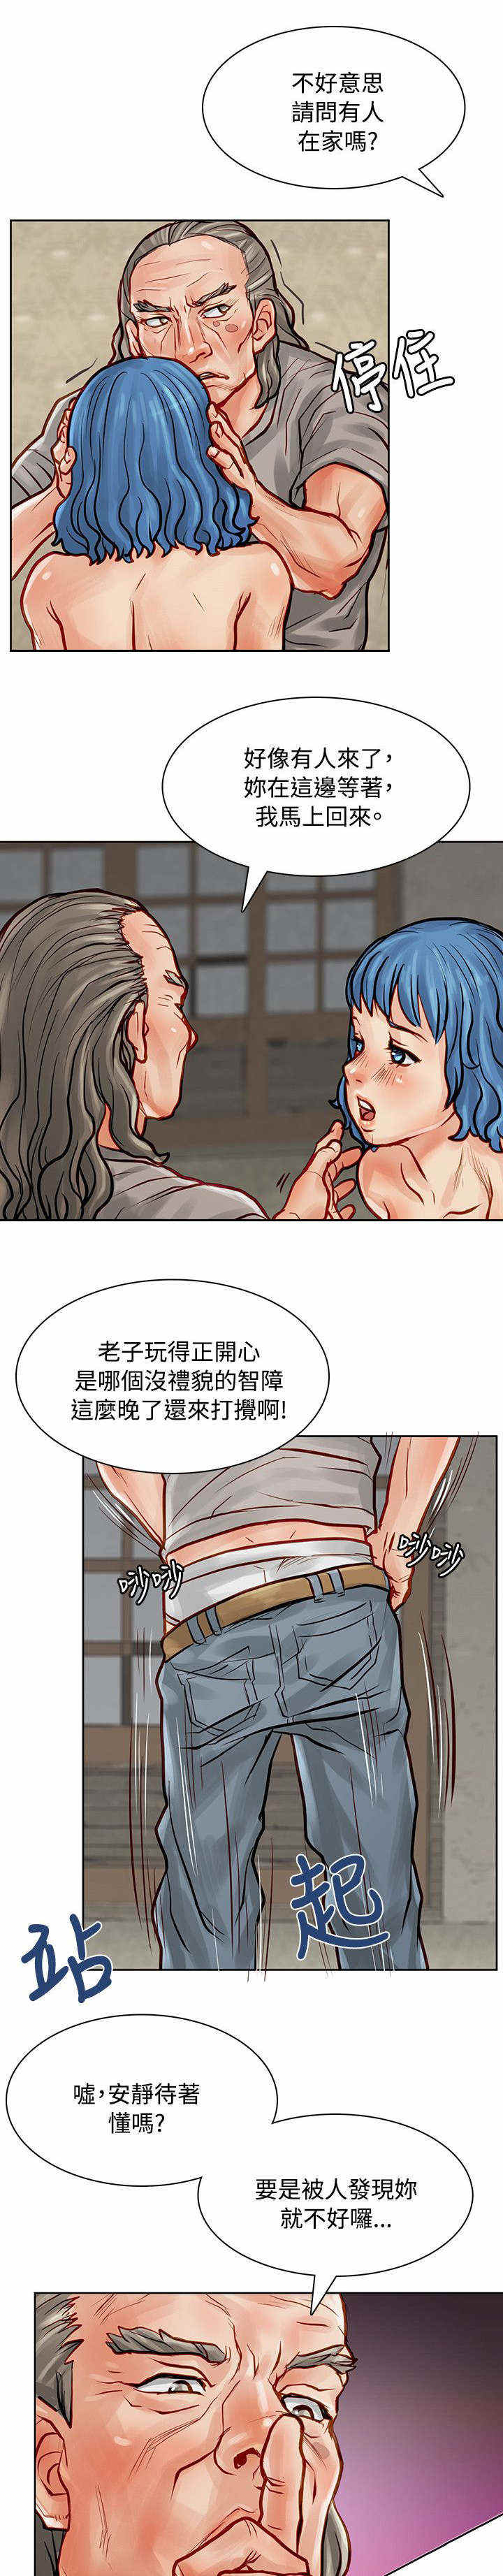 不好意思
請問有人
在家嗎?
停住
好像有人來了,
妳在這邊等著,
我馬上回來。
老子玩得正開心
是哪個沒禮貌的智障
這麼晚了還來打攪啊!
唦唦
唦唦
站起
噓,安靜待著
懂嗎?
要是被人發現妳
就不好囉...